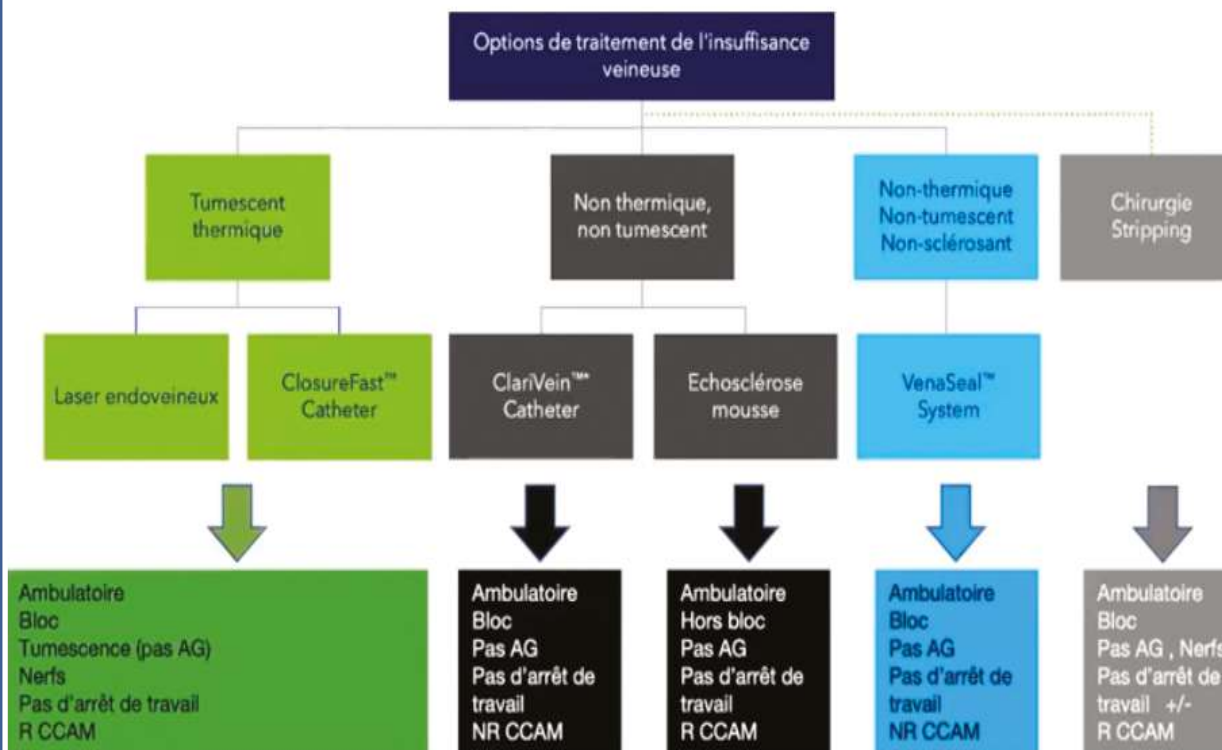 Options de traitement de l'insuffisance
veineuse
Tumescent
thermique
Non thermique,
non tumescent
Non-thermique
Non-tumescent
Non-sclérosant
Chirurgie
Stripping
Laser endoveineux
ClosureFast™
Catheter
ClariVein™*
Catheter
Echosclérose
mousse
VenaSeal™
System
Ambulatoire
Bloc
Tumescence (pas AG)
Nerfs
Pas d'arrêt de travail
R CCAM
Ambulatoire
Bloc
Pas AG
Pas d'arrêt de
travail
NR CCAM
Ambulatoire
Hors bloc
Pas AG
Pas d'arrêt de
travail
R CCAM
Ambulatoire
Bloc
Pas AG
Pas d'arrêt de
travail
NR CCAM
Ambulatoire
Bloc
Pas AG , Nerfs
Pas d'arrêt de
travail +/-
R CCAM